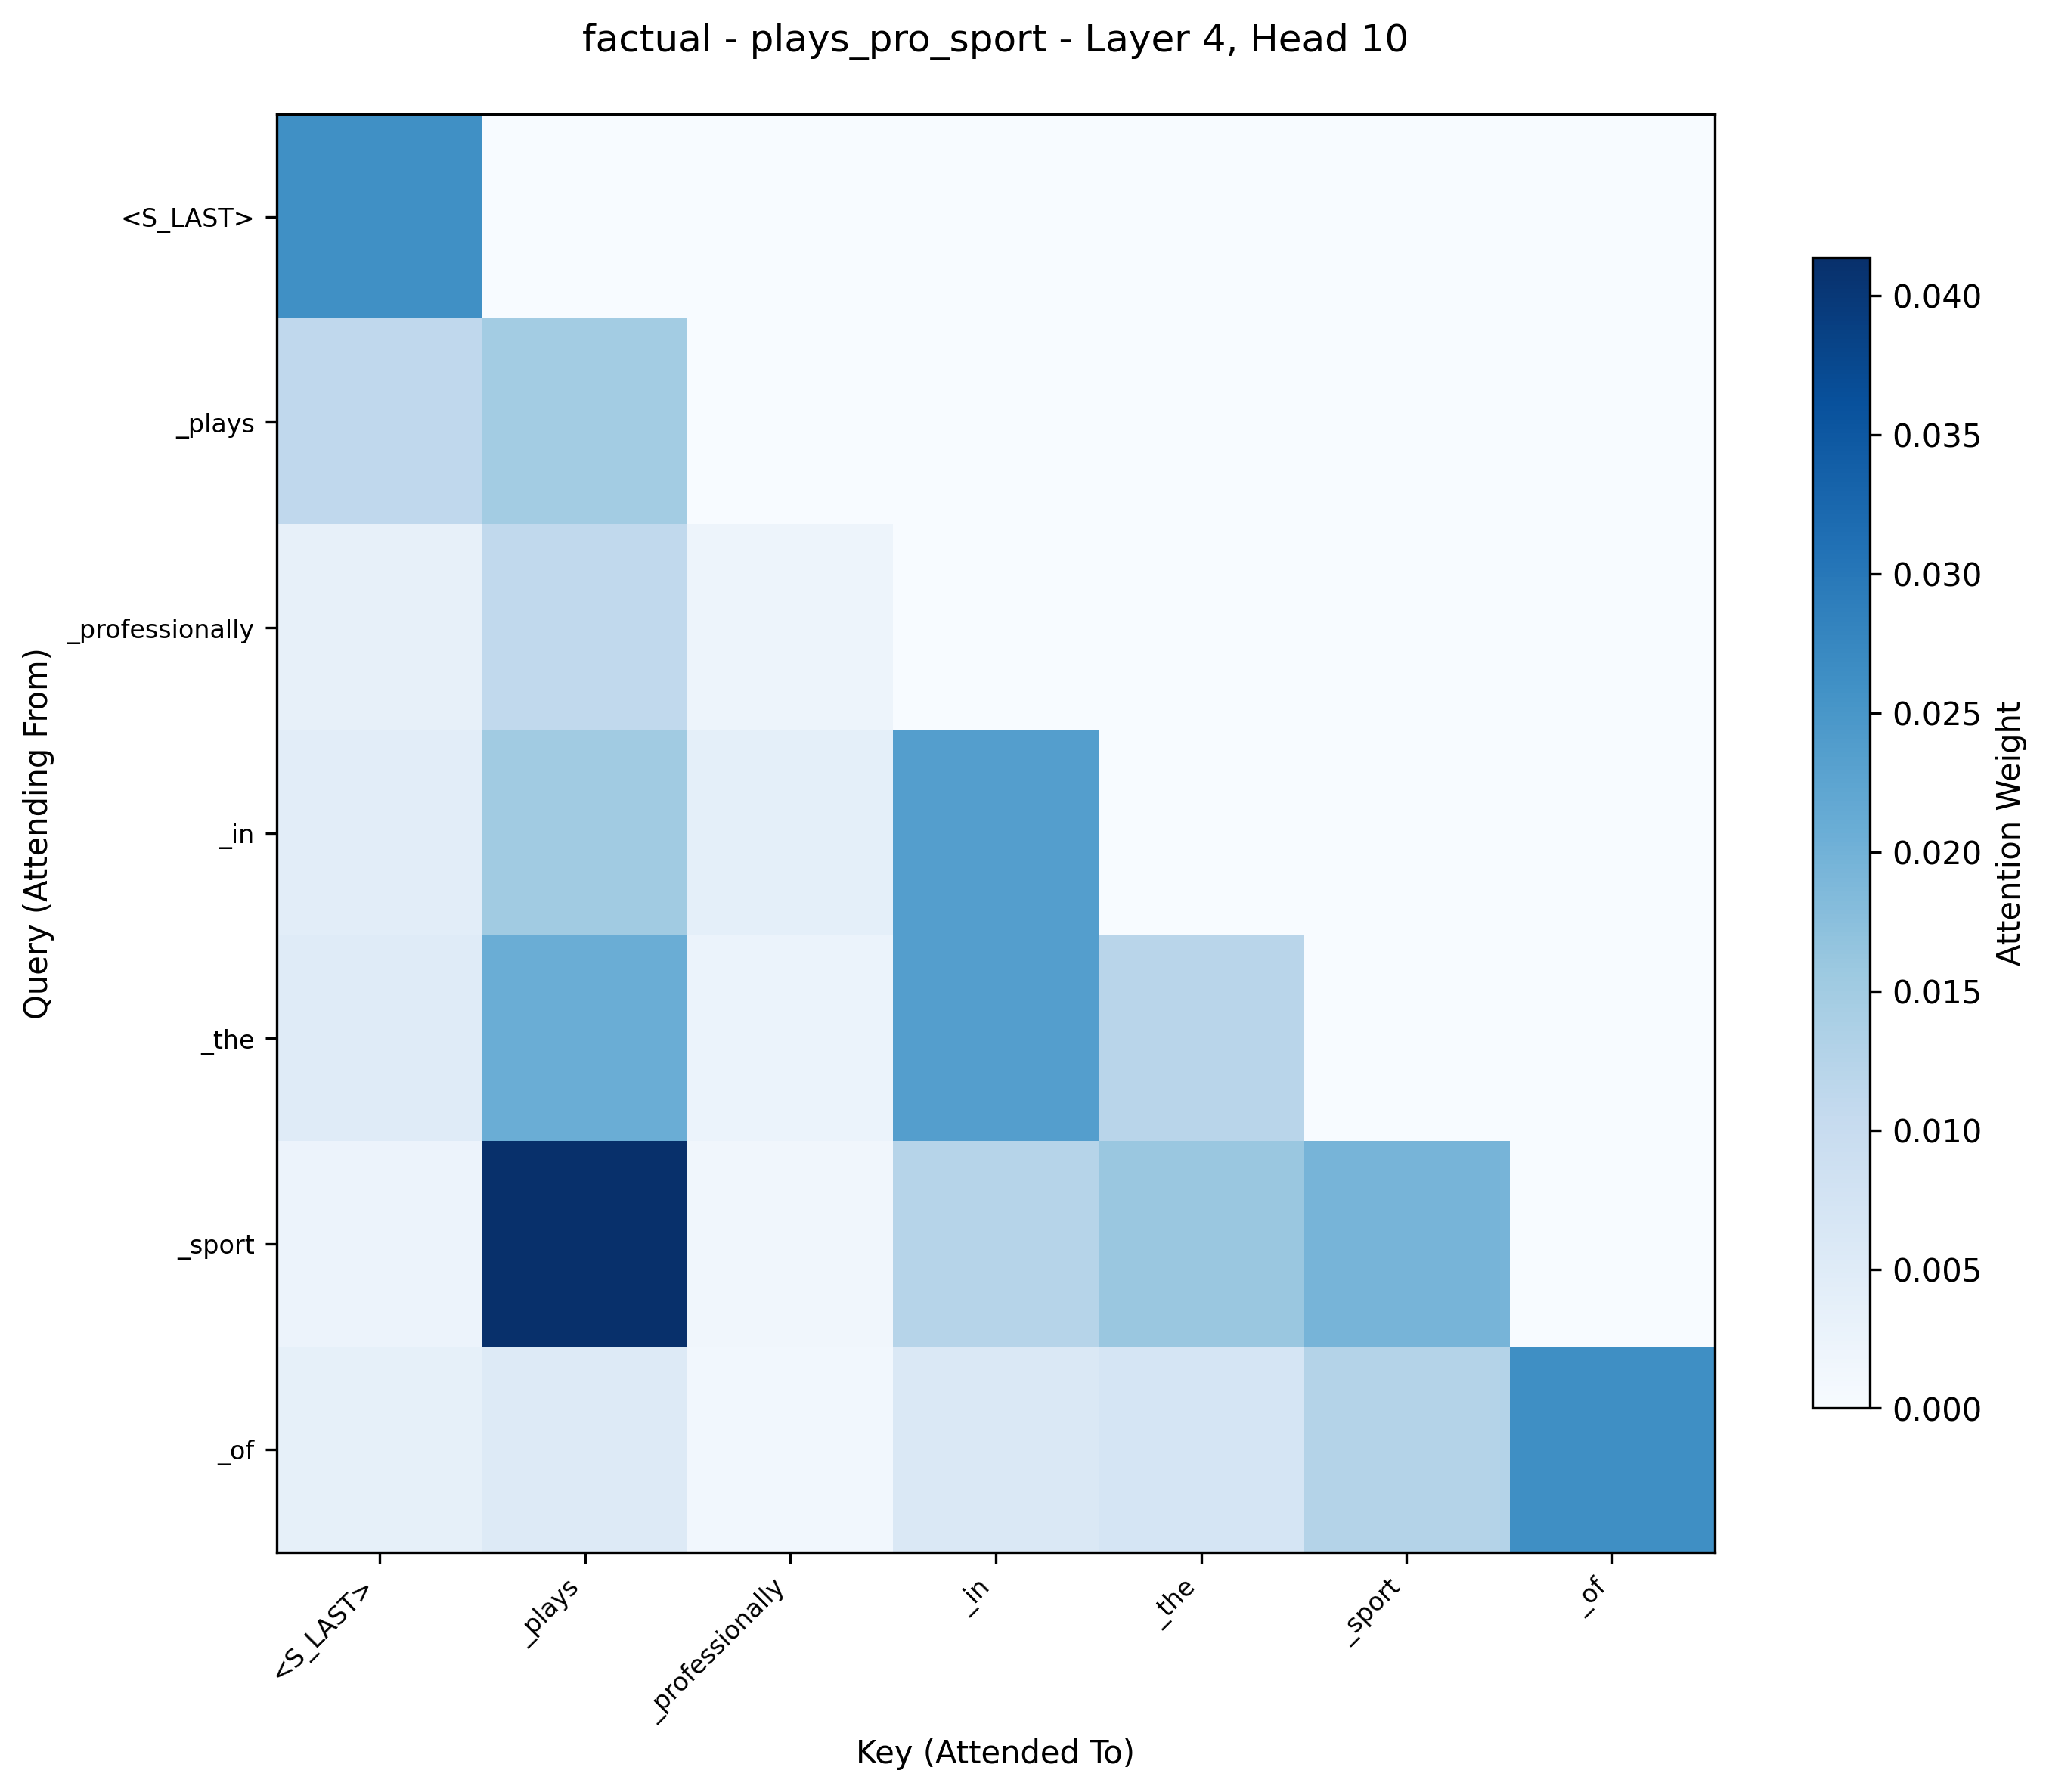 factual - plays_pro_sport - Layer 4, Head 10
Query (Attending From)
<S_LAST>
_plays
_professionally
_in
_the
_sport
_of
<S_LAST>
_plays
_professionally
_in
_the
_sport
_of
Key (Attended To)
0.040
0.035
0.030
0.025
0.020
0.015
0.010
0.005
0.000
Attention Weight